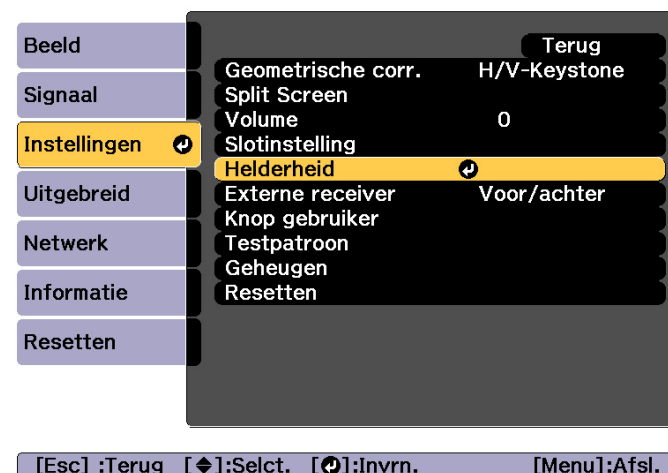 Beeld
Signaal
Instellingen
Uitgebreid
Netwerk
Informatie
Resetten
Terug
Geometrische corr. H/V-Keystone
Split Screen
Volume 0
Slotinstelling
Helderheid
Externe receiver Voor/achter
Knop gebruiker
Testpatroon
Geheugen
Resetten
[Esc] :Terug [◆]:Selct. [↵]:Invrn. [Menu]:Afsl.